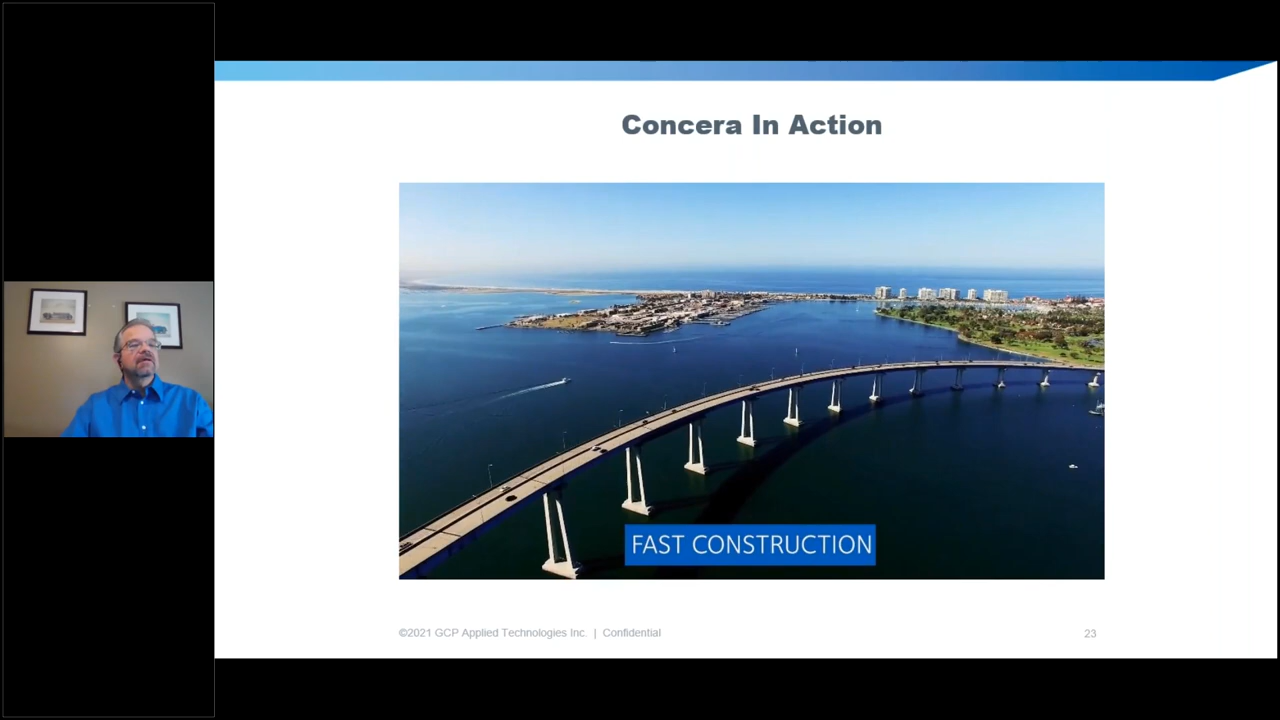 Concera In Action
FAST CONSTRUCTION
©2021 GCP Applied Technologies Inc. | Confidential
23